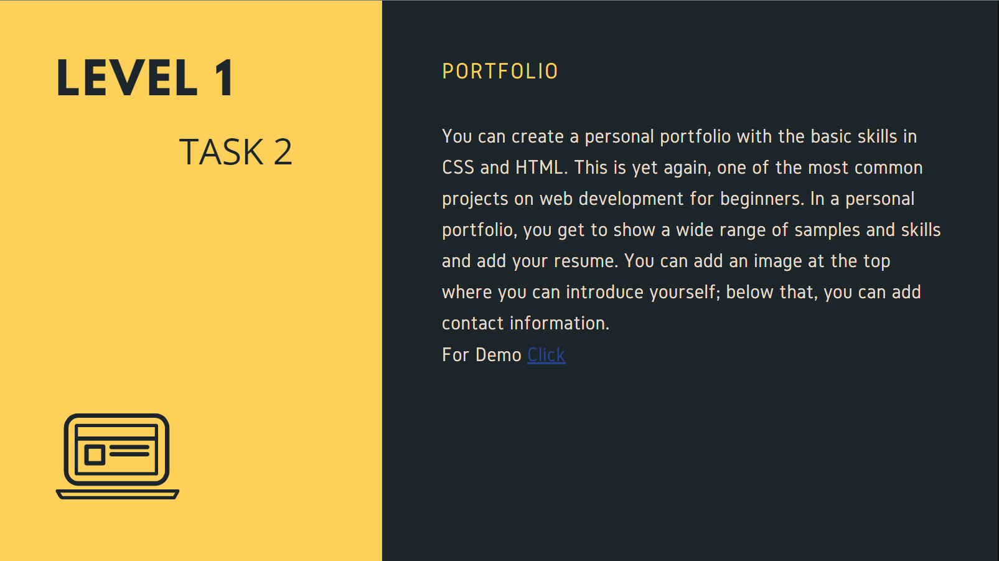 LEVEL 1
TASK 2
PORTFOLIO
You can create a personal portfolio with the basic skills in
CSS and HTML. This is yet again, one of the most common
projects on web development for beginners. In a personal
portfolio, you get to show a wide range of samples and skills
and add your resume. You can add an image at the top
where you can introduce yourself; below that, you can add
contact information.
For Demo Click